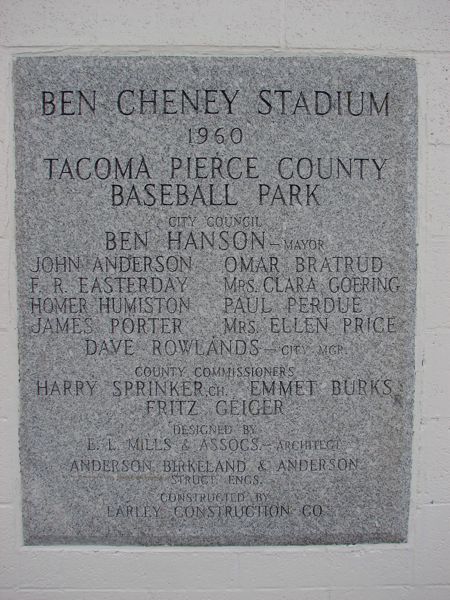 BEN CHENEY STADIUM
1960
TACOMA PIERCE COUNTY
BASEBALL PARK
CITY COUNCIL
BEN HANSON - MAYOR
JOHN ANDERSON OMAR BRATRUD
F. R. EASTERDAY MRS. CLARA GOERING
HOMER HUMISTON PAUL PERDUE
JAMES PORTER MRS. ELLEN PRICE
DAVE ROWLANDS - CITY MGR.
COUNTY COMMISSIONERS
HARRY SPRINKER, CH. EMMET BURKS
FRITZ GEIGER
DESIGNED BY
E. L. MILLS & ASSOCS. - ARCHITECT
ANDERSON, BIRKELAND & ANDERSON
STRUCT. ENGS.
CONSTRUCTED BY
EARLEY CONSTRUCTION CO.